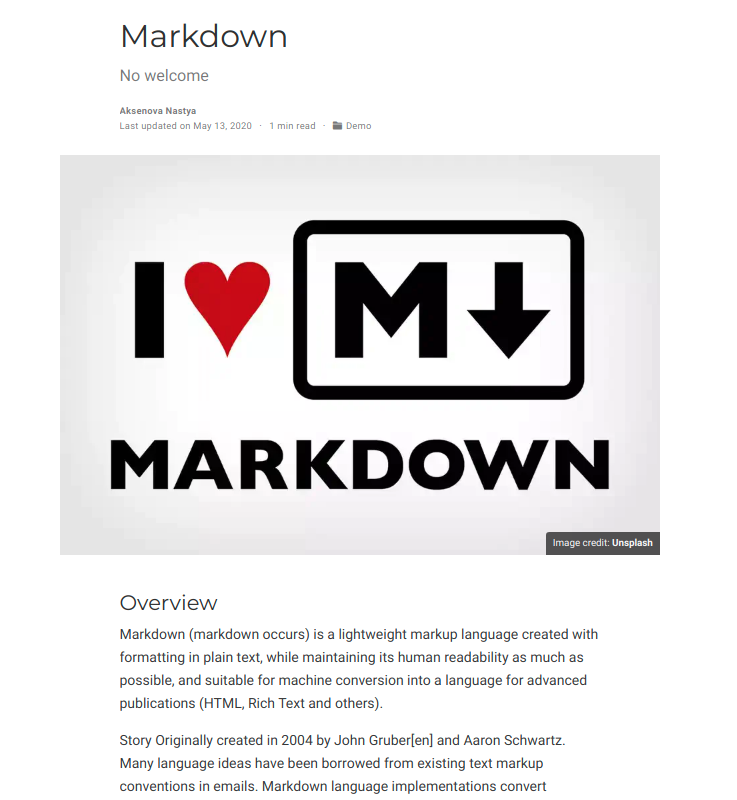 Markdown
No welcome
Aksenova Nastya
Last updated on May 13, 2020 · 1 min read · Demo
I ♥ M↓
MARKDOWN
Image credit: Unsplash
Overview
Markdown (markdown occurs) is a lightweight markup language created with
formatting in plain text, while maintaining its human readability as much as
possible, and suitable for machine conversion into a language for advanced
publications (HTML, Rich Text and others).
Story Originally created in 2004 by John Gruber[en] and Aaron Schwartz.
Many language ideas have been borrowed from existing text markup
conventions in emails. Markdown language implementations convert